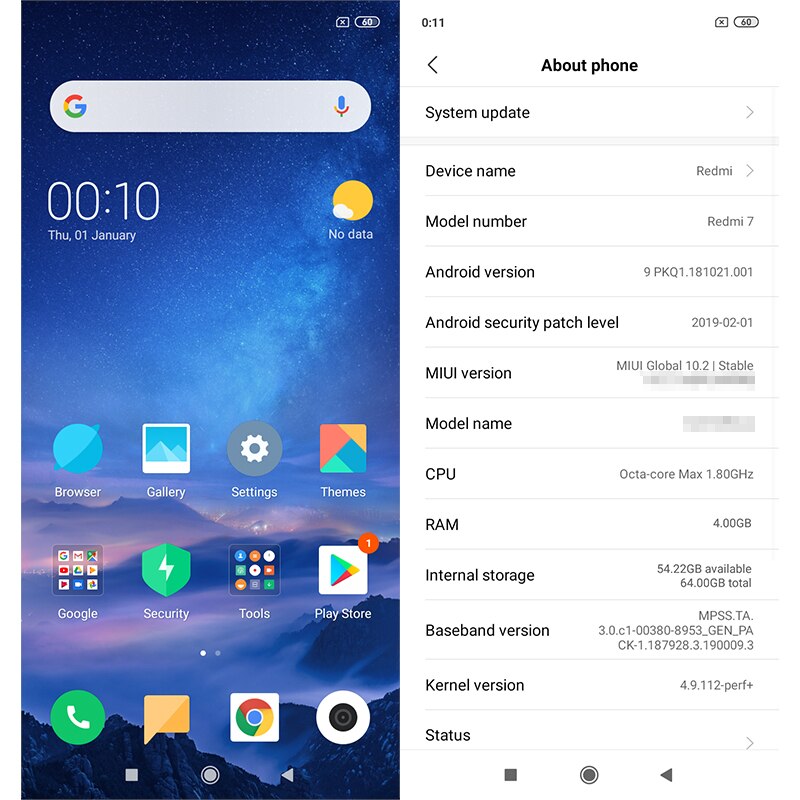 60
00:10
Thu, 01 January
No data
Browser
Gallery
Settings
Themes
1
Google
Security
Tools
Play Store
0:11
60
About phone
System update
Device name
Redmi
Model number
Redmi 7
Android version
9 PKQ1.181021.001
Android security patch level
2019-02-01
MIUI version
MIUI Global 10.2 | Stable
Model name
CPU
Octa-core Max 1.80GHz
RAM
4.00GB
Internal storage
54.22GB available
64.00GB total
Baseband version
MPSS.TA.
3.0.c1-00380-8953_GEN_PA
CK-1.187928.3.190009.3
Kernel version
4.9.112-perf+
Status